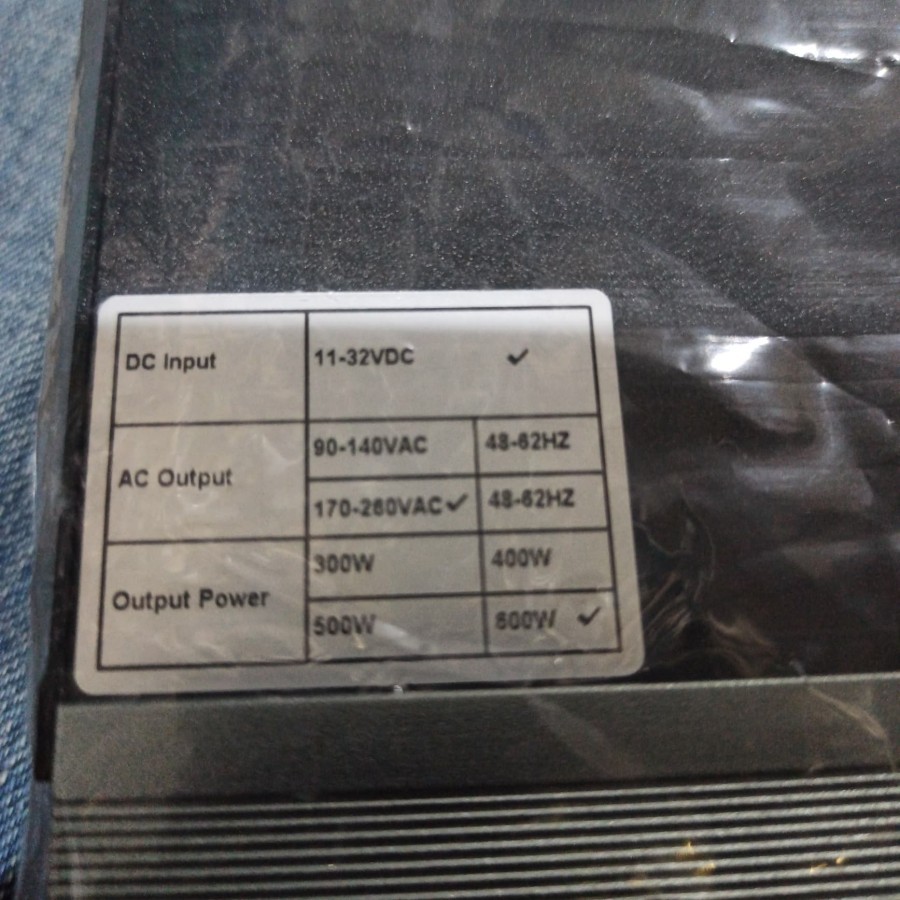 DC Input 11-32VDC ✓
AC Output
90-140VAC 48-62HZ
170-260VAC ✓ 48-62HZ
Output Power
300W 400W
500W 600W ✓